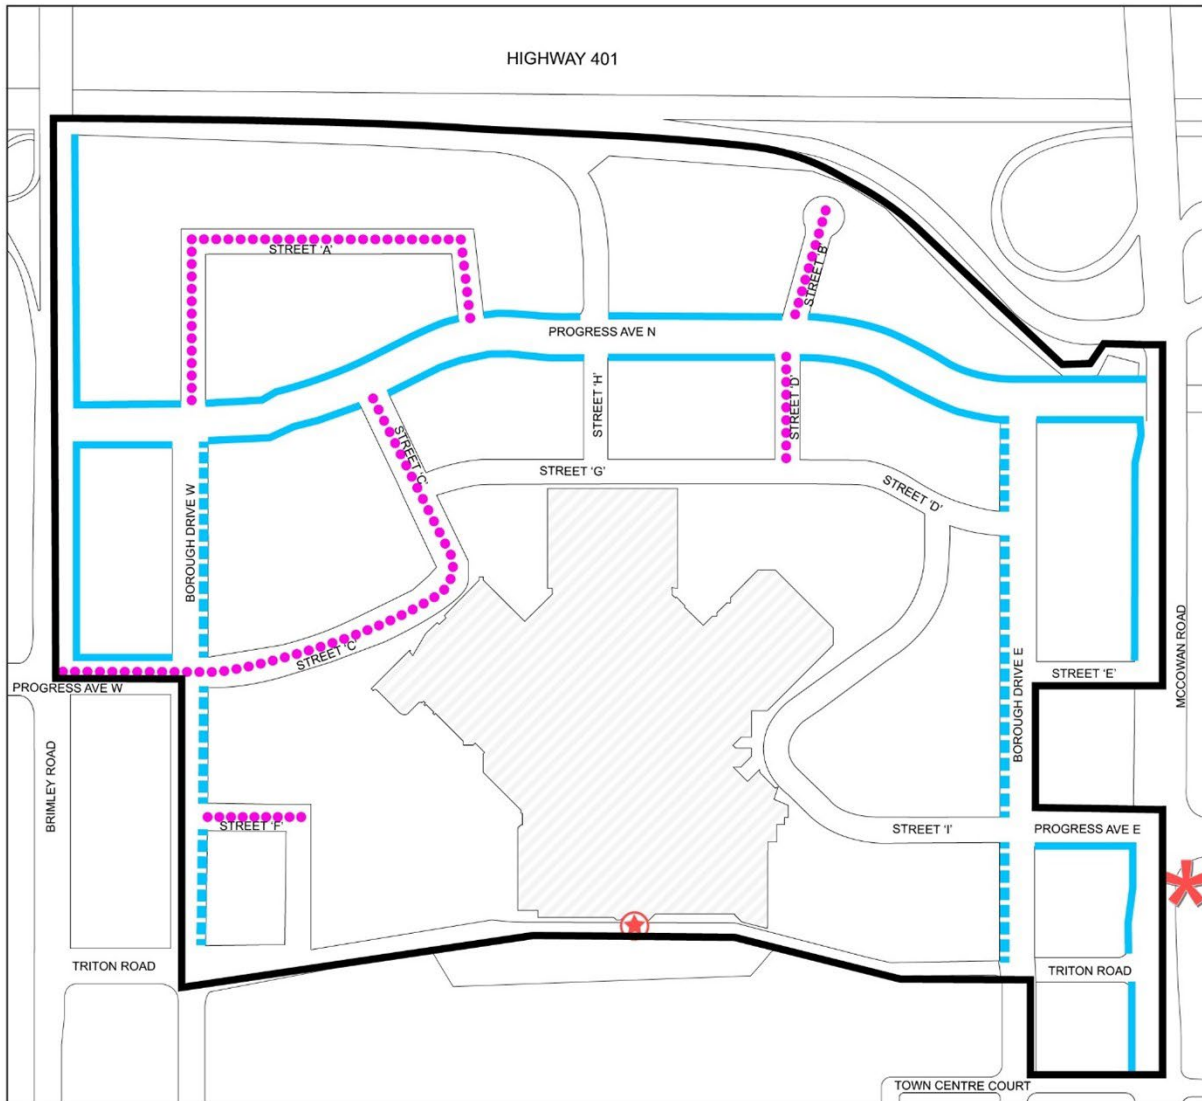 HIGHWAY 401
STREET 'A'
STREET 'B'
PROGRESS AVE N
STREET 'H'
STREET 'D'
STREET 'C'
STREET 'G'
STREET 'D'
BOROUGH DRIVE W
STREET 'C'
PROGRESS AVE W
STREET 'E'
MCCOWAN ROAD
BOROUGH DRIVE E
BRIMLEY ROAD
STREET 'F'
STREET 'I'
PROGRESS AVE E
TRITON ROAD
TRITON ROAD
TOWN CENTRE COURT